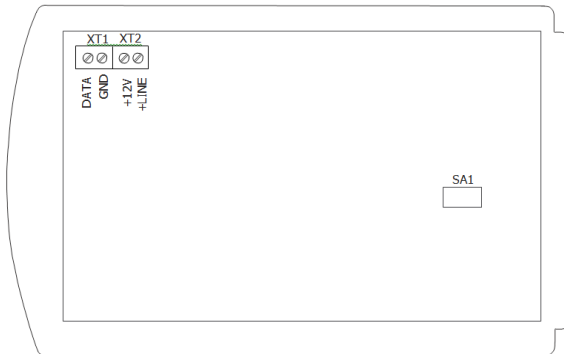 XT1 XT2
DATA
GND
+12V
+LINE
SA1